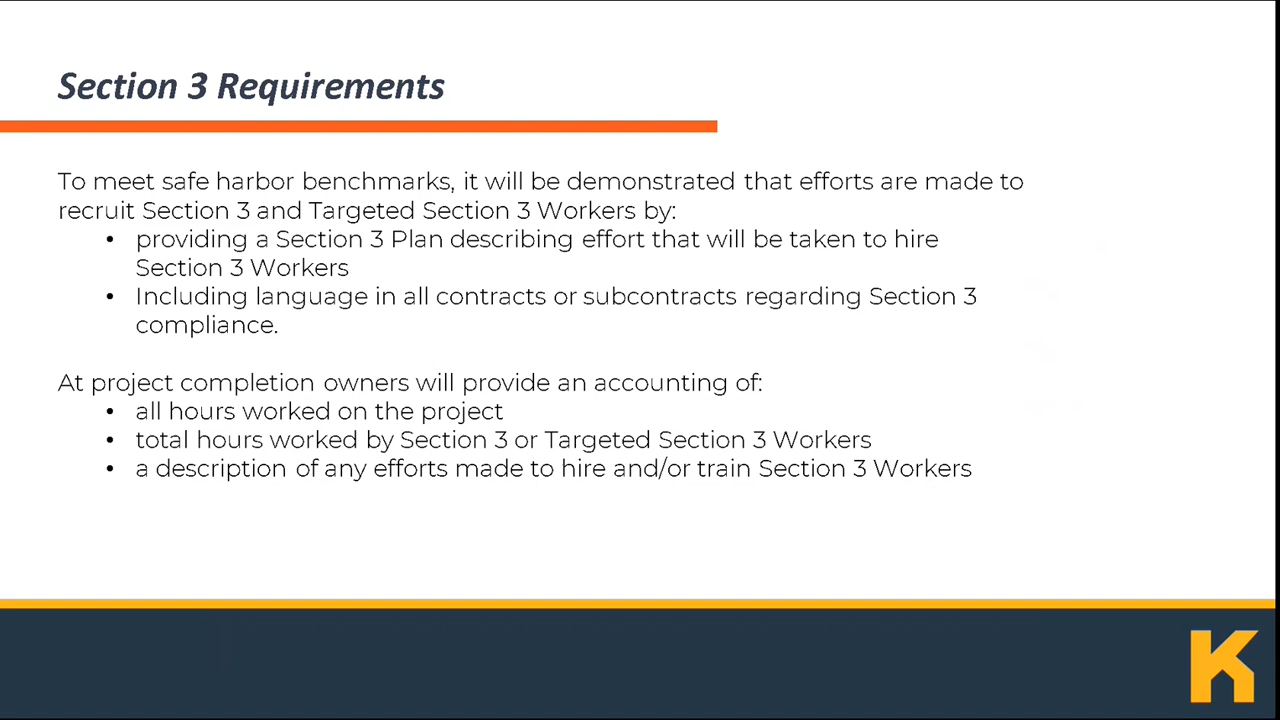 Section 3 Requirements
To meet safe harbor benchmarks, it will be demonstrated that efforts are made to
recruit Section 3 and Targeted Section 3 Workers by:
• providing a Section 3 Plan describing effort that will be taken to hire
Section 3 Workers
• Including language in all contracts or subcontracts regarding Section 3
compliance.
At project completion owners will provide an accounting of:
• all hours worked on the project
• total hours worked by Section 3 or Targeted Section 3 Workers
• a description of any efforts made to hire and/or train Section 3 Workers
K